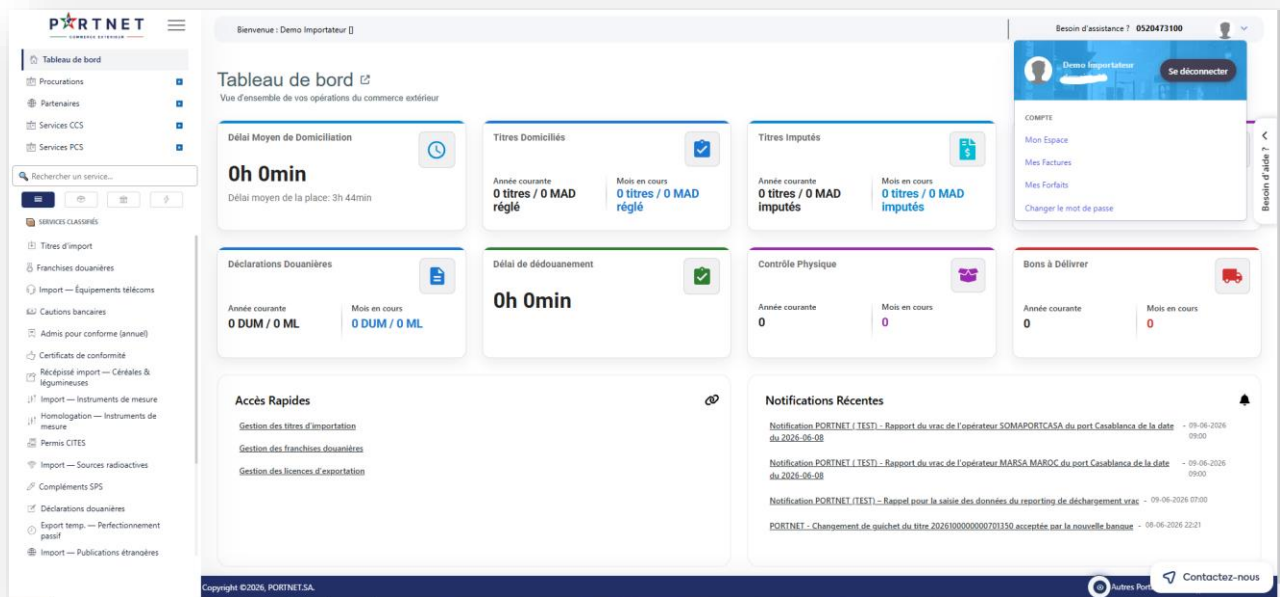 PORTNET
COMMERCE EXTERIEUR
Bienvenue : Demo Importateur []
Besoin d'assistance ? 0520473100
Tableau de bord
Procurations
Partenaires
Services CCS
Services PCS
Rechercher un service...
SERVICES CLASSIFIÉS
Titres d'import
Franchises douanières
Import — Équipements télécoms
Cautions bancaires
Admis pour conforme (annuel)
Certificats de conformité
Récépissé import — Céréales &
légumineuses
Import — Instruments de mesure
Homologation — Instruments de
mesure
Permis CITES
Import — Sources radioactives
Compléments SPS
Déclarations douanières
Export temp. — Perfectionnement
passif
Import — Publications étrangères
Tableau de bord
Vue d'ensemble de vos opérations du commerce extérieur
Demo Importateur
Se déconnecter
COMPTE
Mon Espace
Mes Factures
Mes Forfaits
Changer le mot de passe
Besoin d'aide ?
Délai Moyen de Domiciliation
0h 0min
Délai moyen de la place: 3h 44min
Titres Domiciliés
Année courante
0 titres / 0 MAD
réglé
Mois en cours
0 titres / 0 MAD
réglé
Titres Imputés
Année courante
0 titres / 0 MAD
imputés
Mois en cours
0 titres / 0 MAD
imputés
Déclarations Douanières
Année courante
0 DUM / 0 ML
Mois en cours
0 DUM / 0 ML
Délai de dédouanement
0h 0min
Contrôle Physique
Année courante
0
Mois en cours
0
Bons à Délivrer
Année courante
0
Mois en cours
0
Accès Rapides
Gestion des titres d'importation
Gestion des franchises douanières
Gestion des licences d'exportation
Notifications Récentes
Notification PORTNET ( TEST) - Rapport du vrac de l'opérateur SOMAPORTCASA du port Casablanca de la date - 09-06-2026
du 2026-06-08 09:00
Notification PORTNET ( TEST) - Rapport du vrac de l'opérateur MARSA MAROC du port Casablanca de la date - 09-06-2026
du 2026-06-08 09:00
Notification PORTNET (TEST) – Rappel pour la saisie des données du reporting de déchargement vrac - 09-06-2026 07:00
PORTNET - Changement de guichet du titre 2026100000000701350 acceptée par la nouvelle banque - 08-06-2026 22:21
Copyright ©2026, PORTNET.SA.
Autres
Contactez-nous